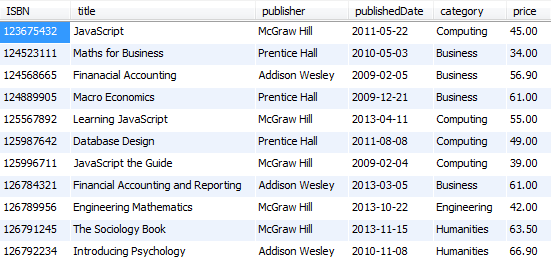 ISBN title publisher publishedDate category price
123675432 JavaScript McGraw Hill 2011-05-22 Computing 45.00
124523111 Maths for Business Prentice Hall 2010-05-03 Business 34.00
124568665 Finanacial Accounting Addison Wesley 2009-02-05 Business 56.90
124889905 Macro Economics Prentice Hall 2009-12-21 Business 61.00
125567892 Learning JavaScript McGraw Hill 2013-04-11 Computing 55.00
125987642 Database Design Prentice Hall 2011-08-08 Computing 49.00
125996711 JavaScript the Guide McGraw Hill 2009-02-04 Computing 39.00
126784321 Financial Accounting and Reporting Addison Wesley 2013-03-05 Business 61.00
126789956 Engineering Mathematics McGraw Hill 2013-10-22 Engineering 42.00
126791245 The Sociology Book McGraw Hill 2013-11-15 Humanities 63.50
126792234 Introducing Psychology Addison Wesley 2010-11-08 Humanities 66.90